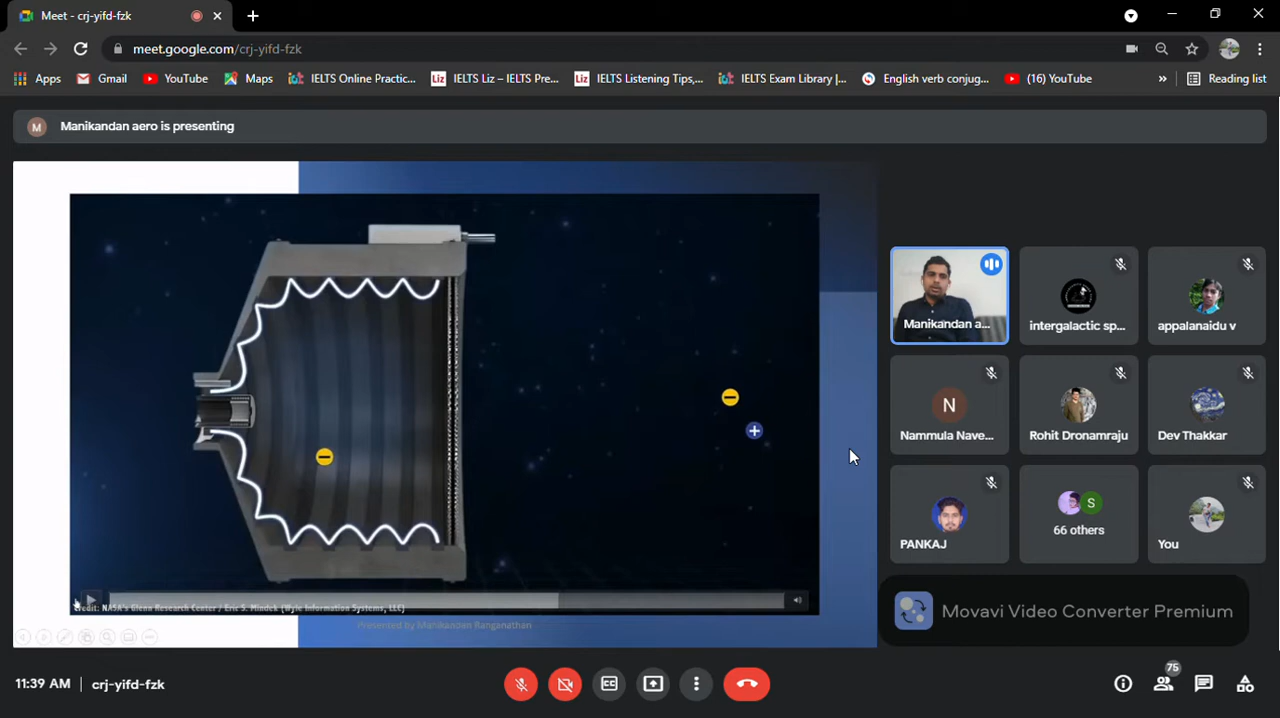 Meet - crj-yifd-fzk
meet.google.com/crj-yifd-fzk
Apps
Gmail
YouTube
Maps
IELTS Online Practic...
Liz
IELTS Liz – IELTS Pre...
Liz
IELTS Listening Tips,...
IELTS Exam Library |...
English verb conjug...
(16) YouTube
»
Reading list
M
Manikandan aero is presenting
Manikandan a...
intergalactic sp...
appalanaidu v
N
Nammula Nave...
Rohit Dronamraju
Dev Thakkar
PANKAJ
S
66 others
You
Credit: NASA's Glenn Research Center / Eric S. Mindek (Wyle Information Systems, LLC)
Presented by Manikandan Ranganathan
Movavi Video Converter Premium
11:39 AM
crj-yifd-fzk
CC
75